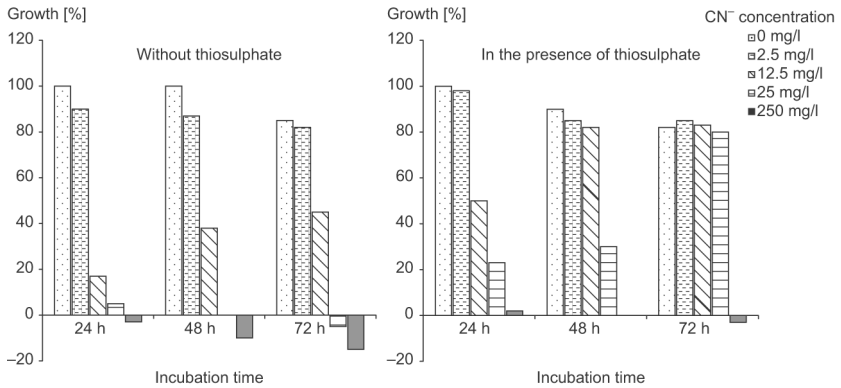 Growth [%]
120
100
80
60
40
20
0
–20
Without thiosulphate
24 h
48 h
72 h
Incubation time
Growth [%]
120
100
80
60
40
20
0
–20
In the presence of thiosulphate
24 h
48 h
72 h
Incubation time
CN⁻ concentration
0 mg/l
2.5 mg/l
12.5 mg/l
25 mg/l
250 mg/l